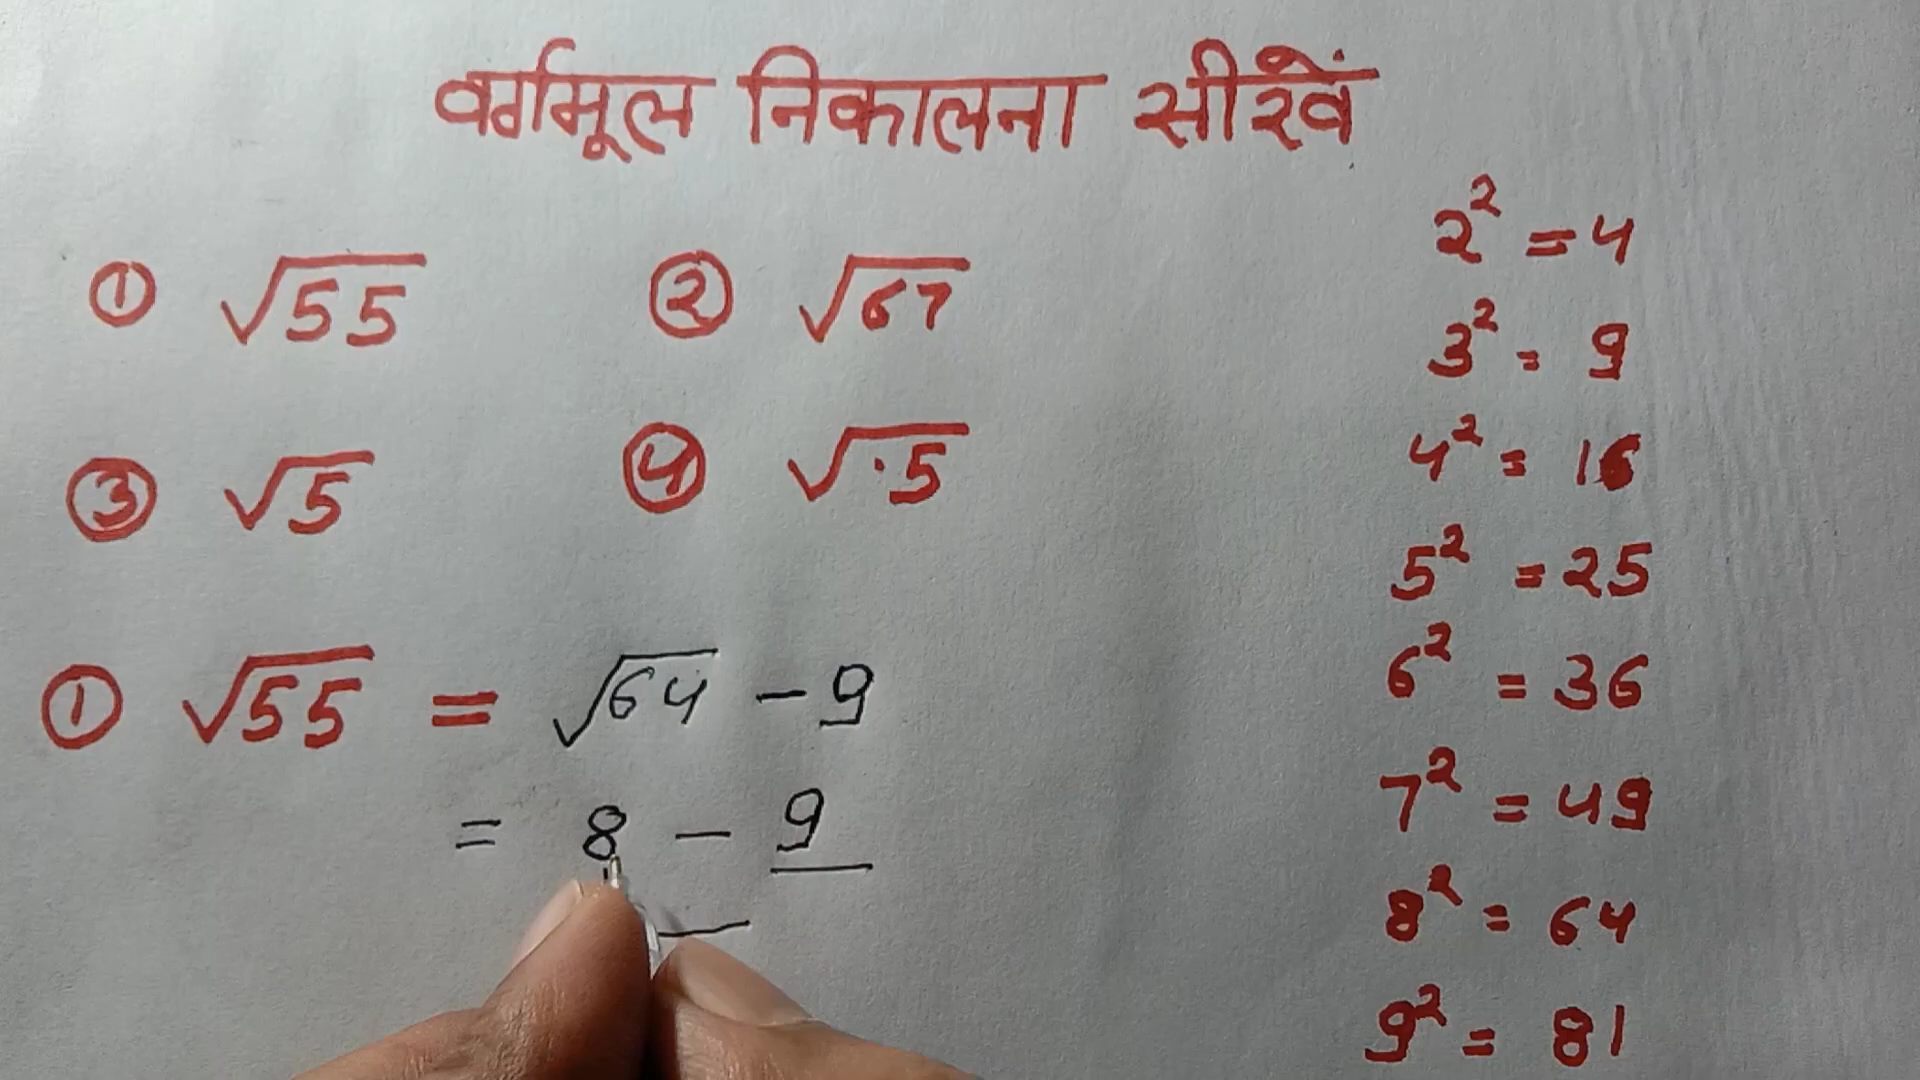 वर्गमूल निकालना सीखें
① √55 ② √67
③ √5 ④ √.5
① √55 = √64 - 9
= 8 - 9
2² = 4
3² = 9
4² = 16
5² = 25
6² = 36
7² = 49
8² = 64
9² = 81